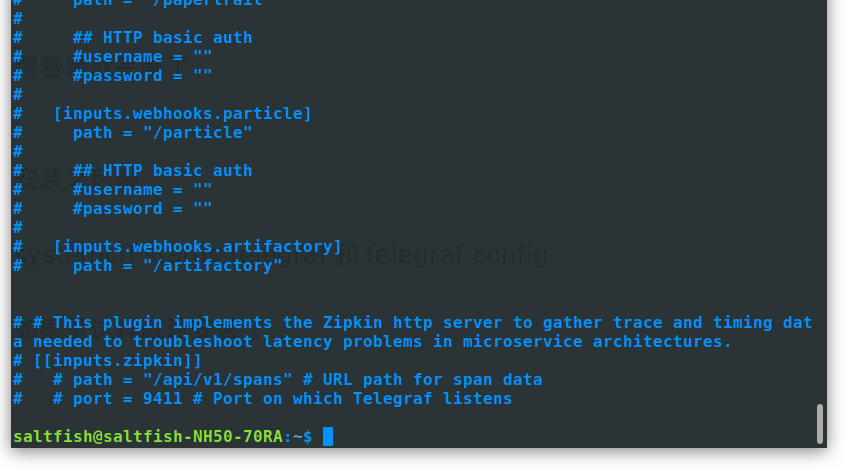 #     path = "/papertrail"
#
#     ## HTTP basic auth
#     #username = ""
#     #password = ""
#
#   [inputs.webhooks.particle]
#     path = "/particle"
#
#     ## HTTP basic auth
#     #username = ""
#     #password = ""
#
#   [inputs.webhooks.artifactory]
和 telegraf config
#     path = "/artifactory"
# # This plugin implements the Zipkin http server to gather trace and timing dat
a needed to troubleshoot latency problems in microservice architectures.
# [[inputs.zipkin]]
#   # path = "/api/v1/spans" # URL path for span data
#   # port = 9411 # Port on which Telegraf listens
saltfish@saltfish-NH50-70RA:~$